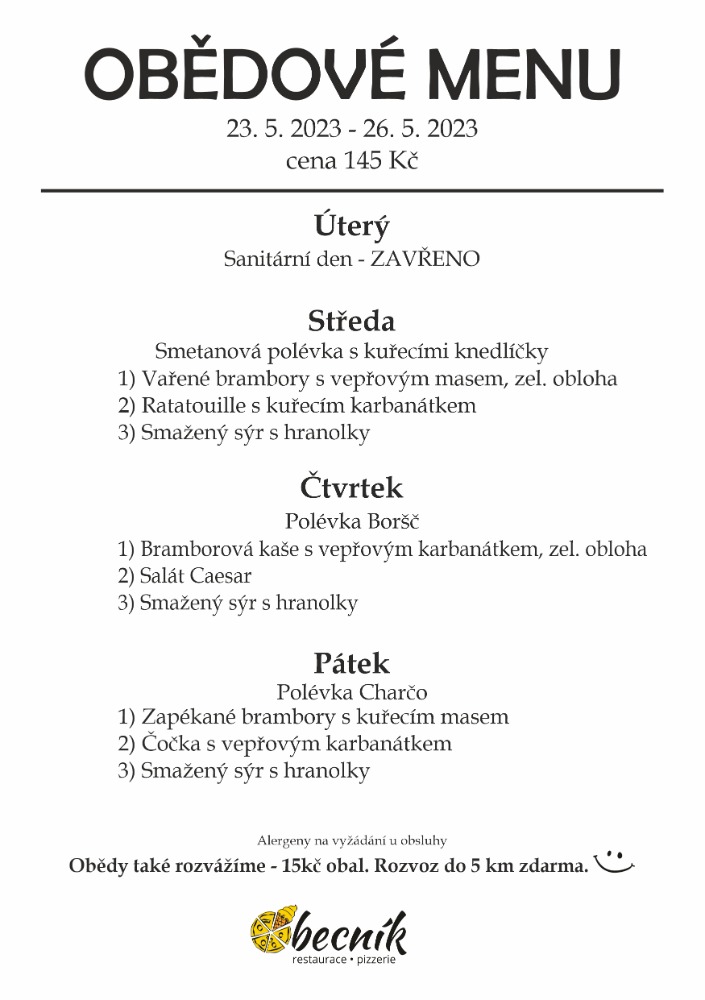 OBĚDOVÉ MENU
23. 5. 2023 - 26. 5. 2023
cena 145 Kč
Úterý
Sanitární den - ZAVŘENO
Středa
Smetanová polévka s kuřecími knedlíčky
1) Vařené brambory s vepřovým masem, zel. obloha
2) Ratatouille s kuřecím karbanátkem
3) Smažený sýr s hranolky
Čtvrtek
Polévka Boršč
1) Bramborová kaše s vepřovým karbanátkem, zel. obloha
2) Salát Caesar
3) Smažený sýr s hranolky
Pátek
Polévka Charčo
1) Zapékané brambory s kuřecím masem
2) Čočka s vepřovým karbanátkem
3) Smažený sýr s hranolky
Alergeny na vyžádání u obsluhy
Obědy také rozvážíme - 15kč obal. Rozvoz do 5 km zdarma.
Obecník
restaurace • pizzerie